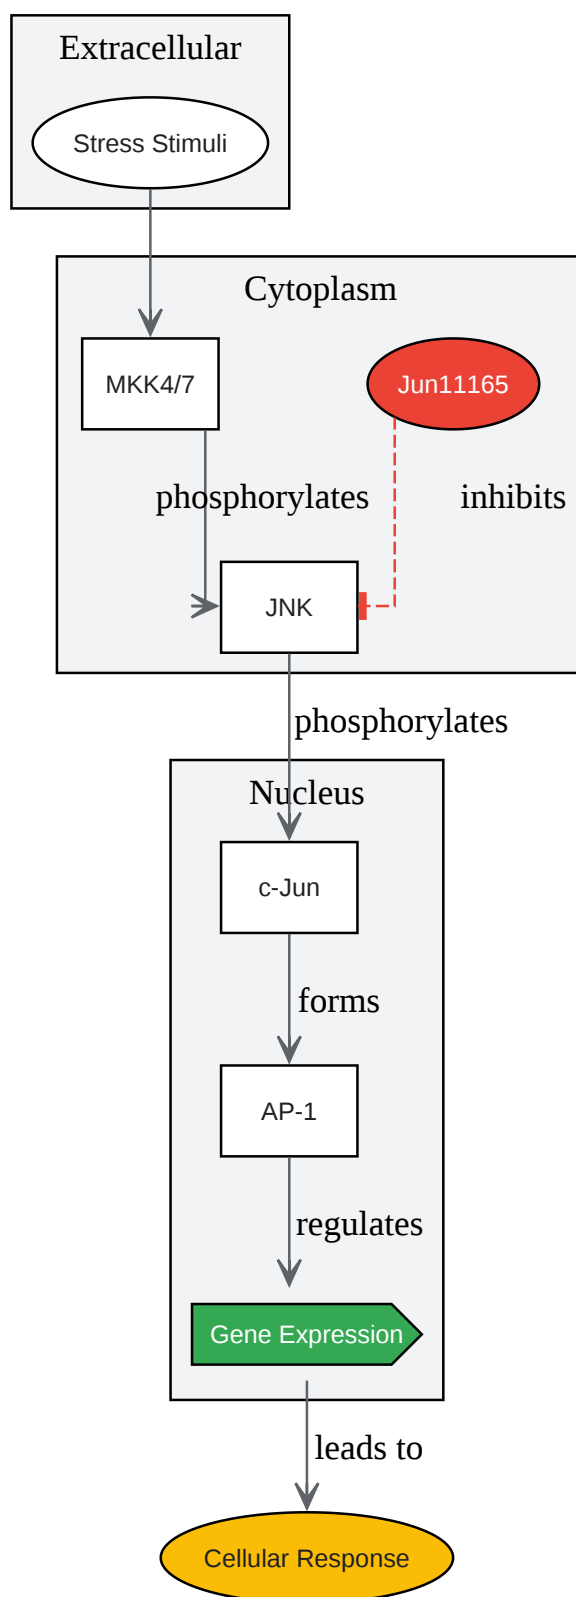 Extracellular
Stress Stimuli
Cytoplasm
MKK4/7
Jun11165
phosphorylates
inhibits
JNK
phosphorylates
Nucleus
c-Jun
forms
AP-1
regulates
Gene Expression
leads to
Cellular Response